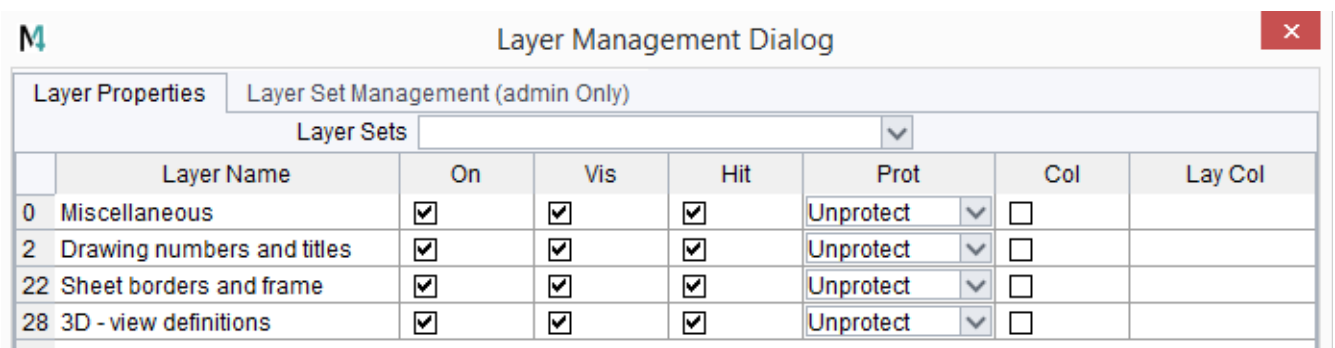 M4 Layer Management Dialog
Layer Properties Layer Set Management (admin Only)
Layer Sets
Layer Name On Vis Hit Prot Col Lay Col
0 Miscellaneous Unprotect
2 Drawing numbers and titles Unprotect
22 Sheet borders and frame Unprotect
28 3D - view definitions Unprotect